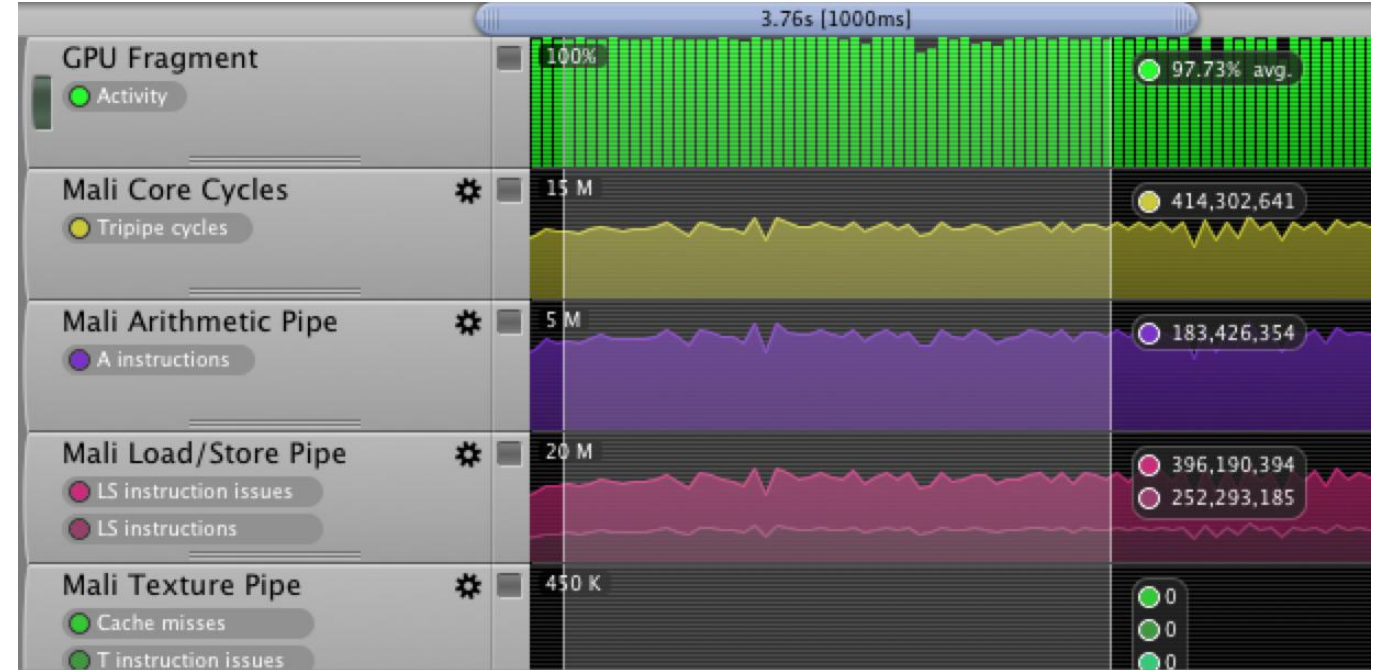 3.76s [1000ms]
GPU Fragment
Activity
100%
97.73% avg.
Mali Core Cycles
Tripipe cycles
15 M
414,302,641
Mali Arithmetic Pipe
A instructions
5 M
183,426,354
Mali Load/Store Pipe
LS instruction issues
LS instructions
20 M
396,190,394
252,293,185
Mali Texture Pipe
Cache misses
T instruction issues
450 K
0
0
0